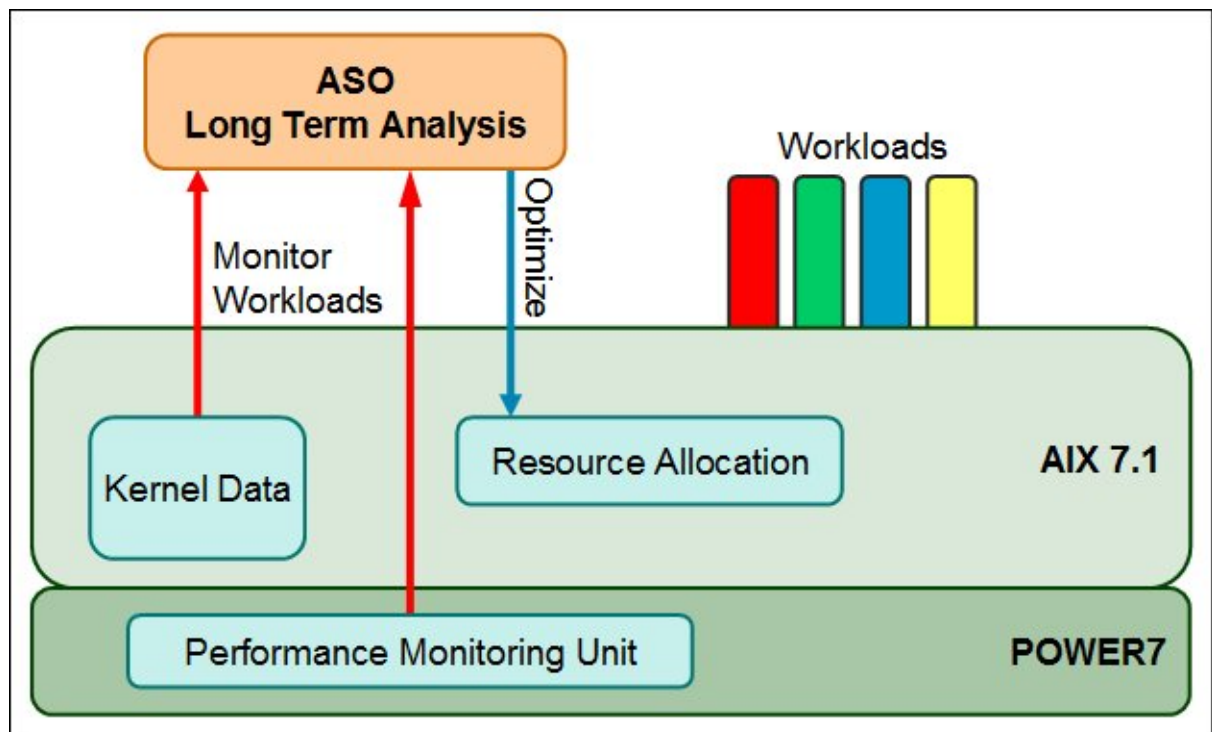 ASO
Long Term Analysis
Workloads
Optimize
Monitor
Workloads
Kernel Data
Resource Allocation
AIX 7.1
Performance Monitoring Unit
POWER7